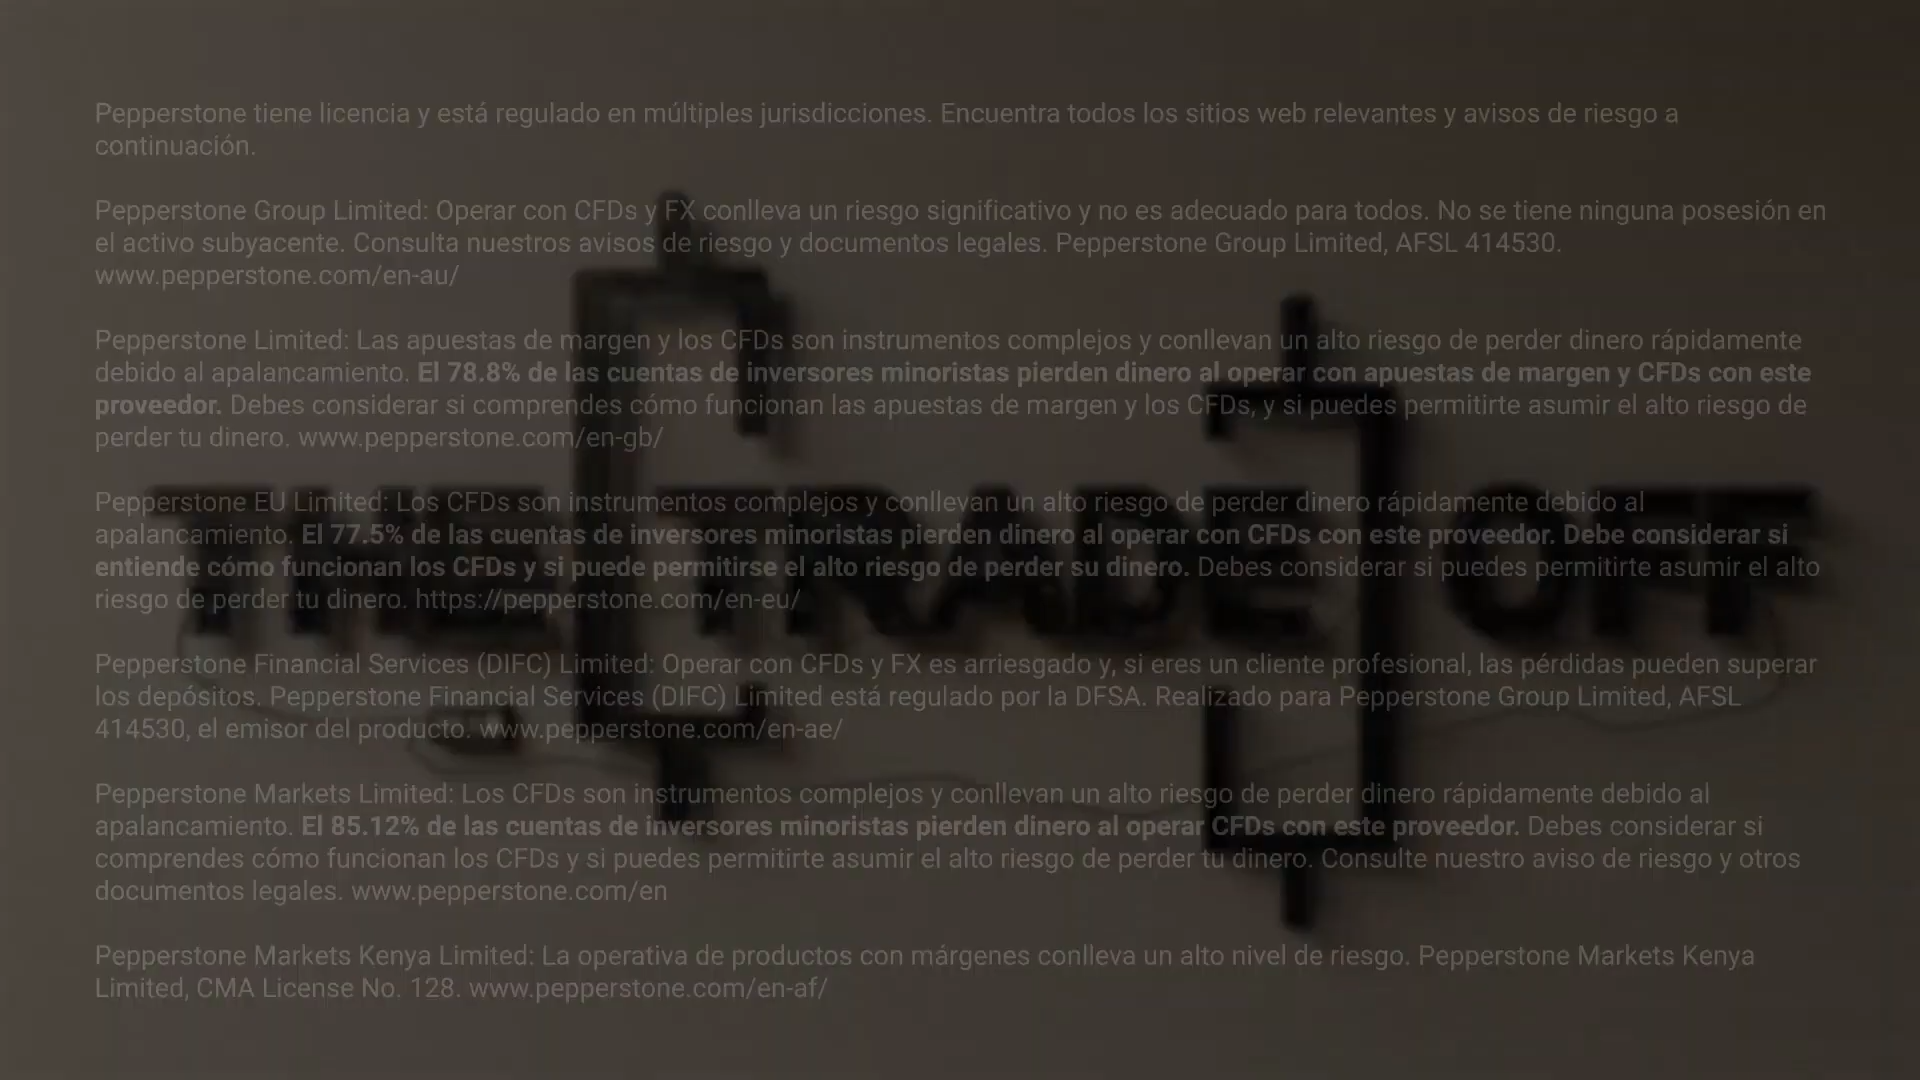 Pepperstone tiene licencia y está regulado en múltiples jurisdicciones. Encuentra todos los sitios web relevantes y avisos de riesgo a
continuación.
Pepperstone Group Limited: Operar con CFDs y FX conlleva un riesgo significativo y no es adecuado para todos. No se tiene ninguna posesión en
el activo subyacente. Consulta nuestros avisos de riesgo y documentos legales. Pepperstone Group Limited, AFSL 414530.
www.pepperstone.com/en-au/
Pepperstone Limited: Las apuestas de margen y los CFDs son instrumentos complejos y conllevan un alto riesgo de perder dinero rápidamente
debido al apalancamiento. El 78.8% de las cuentas de inversores minoristas pierden dinero al operar con apuestas de margen y CFDs con este
proveedor. Debes considerar si comprendes cómo funcionan las apuestas de margen y los CFDs, y si puedes permitirte asumir el alto riesgo de
perder tu dinero. www.pepperstone.com/en-gb/
Pepperstone EU Limited: Los CFDs son instrumentos complejos y conllevan un alto riesgo de perder dinero rápidamente debido al
apalancamiento. El 77.5% de las cuentas de inversores minoristas pierden dinero al operar con CFDs con este proveedor. Debe considerar si
entiende cómo funcionan los CFDs y si puede permitirse el alto riesgo de perder su dinero. Debes considerar si puedes permitirte asumir el alto
riesgo de perder tu dinero. https://pepperstone.com/en-eu/
THE TRADE OFF
Pepperstone Financial Services (DIFC) Limited: Operar con CFDs y FX es arriesgado y, si eres un cliente profesional, las pérdidas pueden superar
los depósitos. Pepperstone Financial Services (DIFC) Limited está regulado por la DFSA. Realizado para Pepperstone Group Limited, AFSL
414530, el emisor del producto. www.pepperstone.com/en-ae/
Pepperstone Markets Limited: Los CFDs son instrumentos complejos y conllevan un alto riesgo de perder dinero rápidamente debido al
apalancamiento. El 85.12% de las cuentas de inversores minoristas pierden dinero al operar CFDs con este proveedor. Debes considerar si
comprendes cómo funcionan los CFDs y si puedes permitirte asumir el alto riesgo de perder tu dinero. Consulte nuestro aviso de riesgo y otros
documentos legales. www.pepperstone.com/en
Pepperstone Markets Kenya Limited: La operativa de productos con márgenes conlleva un alto nivel de riesgo. Pepperstone Markets Kenya
Limited, CMA License No. 128. www.pepperstone.com/en-af/